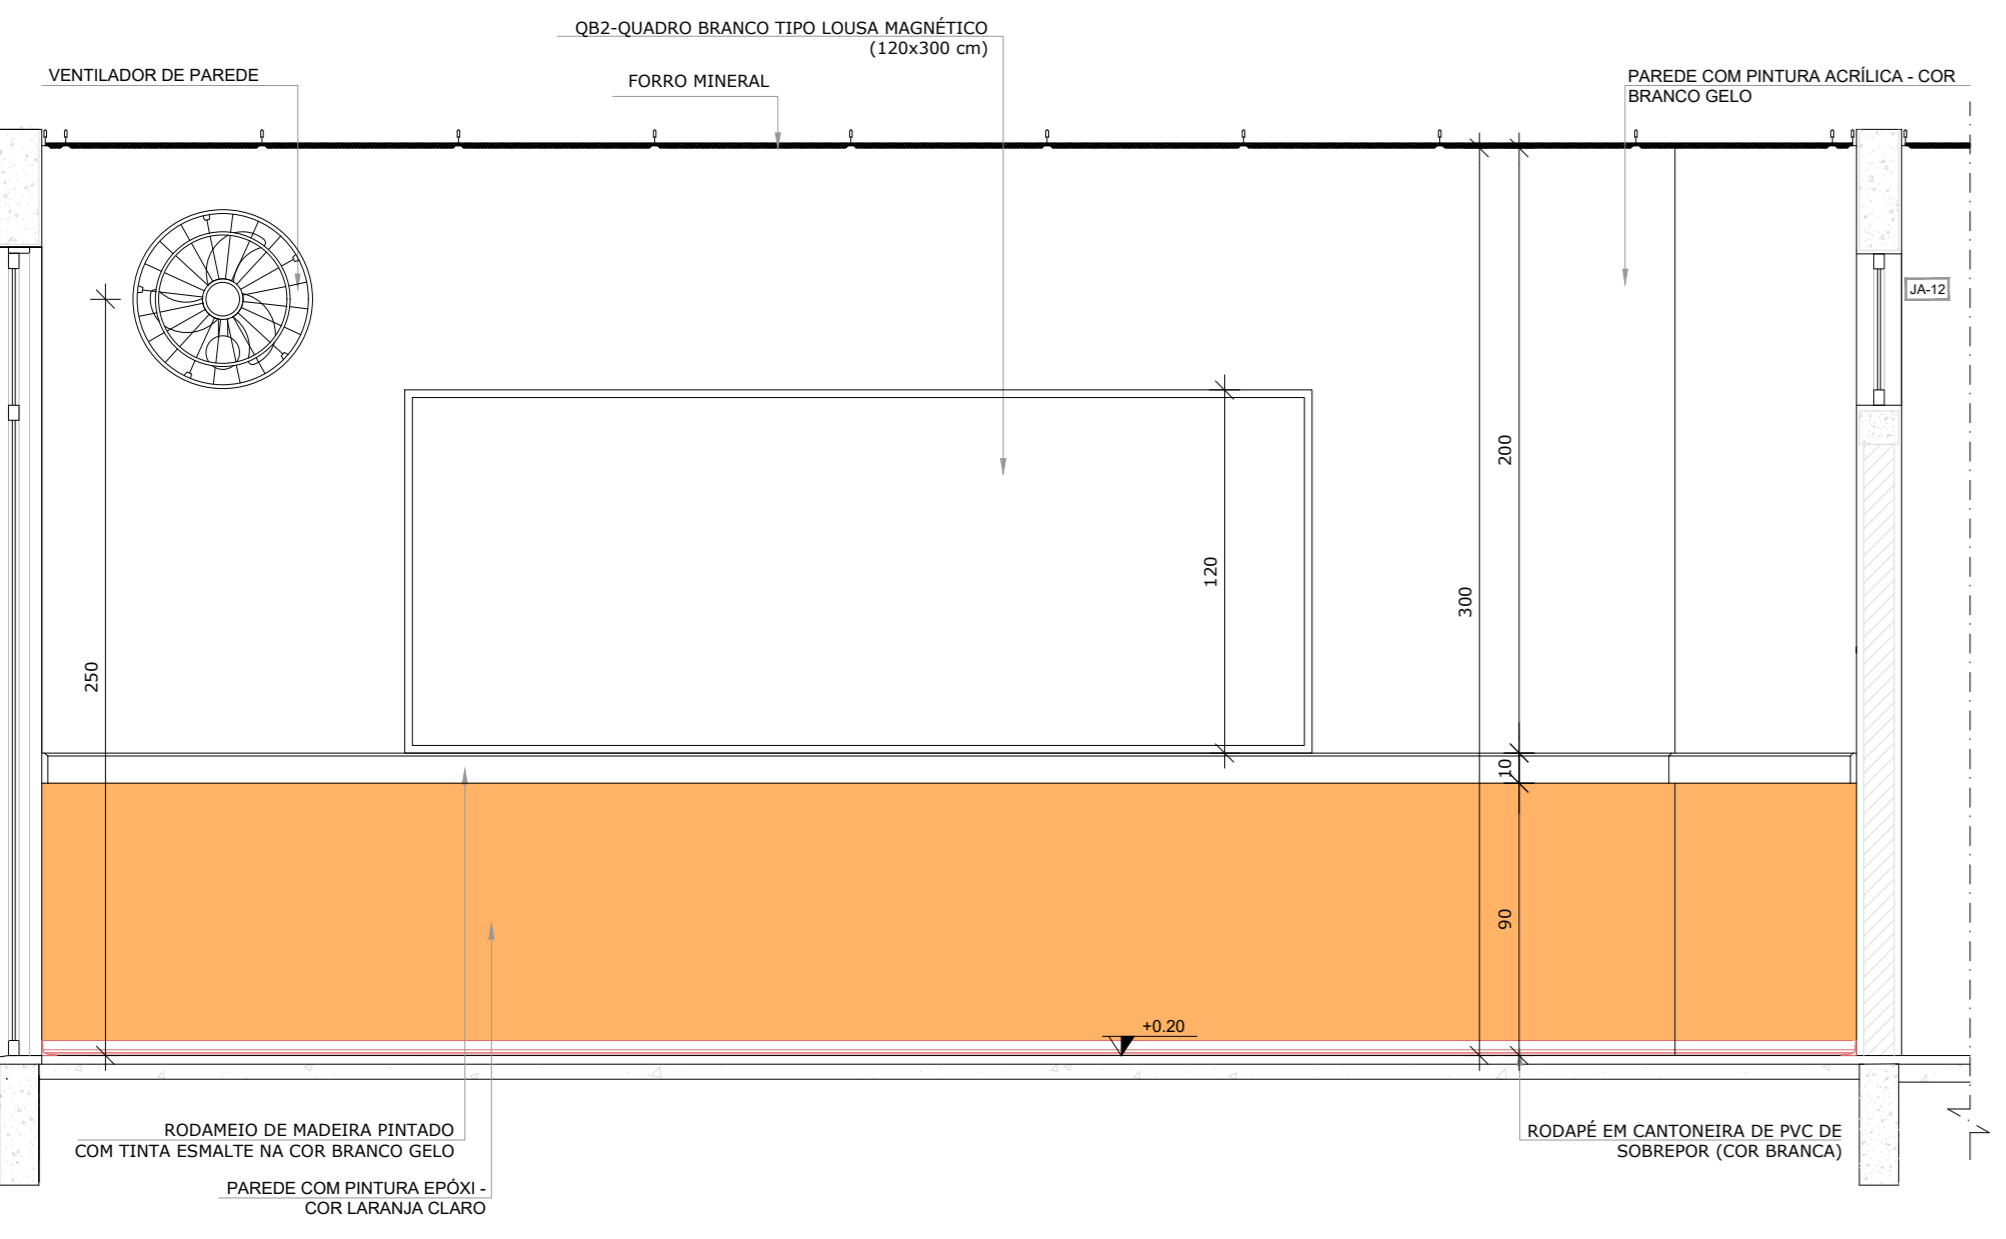 QB2-QUADRO BRANCO TIPO LOUSA MAGNÉTICO
(120x300 cm)
VENTILADOR DE PAREDE
FORRO MINERAL
PAREDE COM PINTURA ACRÍLICA - COR
BRANCO GELO
JA-12
200
120
300
250
10
90
+0.20
RODAMEIO DE MADEIRA PINTADO
COM TINTA ESMALTE NA COR BRANCO GELO
RODAPÉ EM CANTONEIRA DE PVC DE
SOBREPOR (COR BRANCA)
PAREDE COM PINTURA EPÓXI -
COR LARANJA CLARO